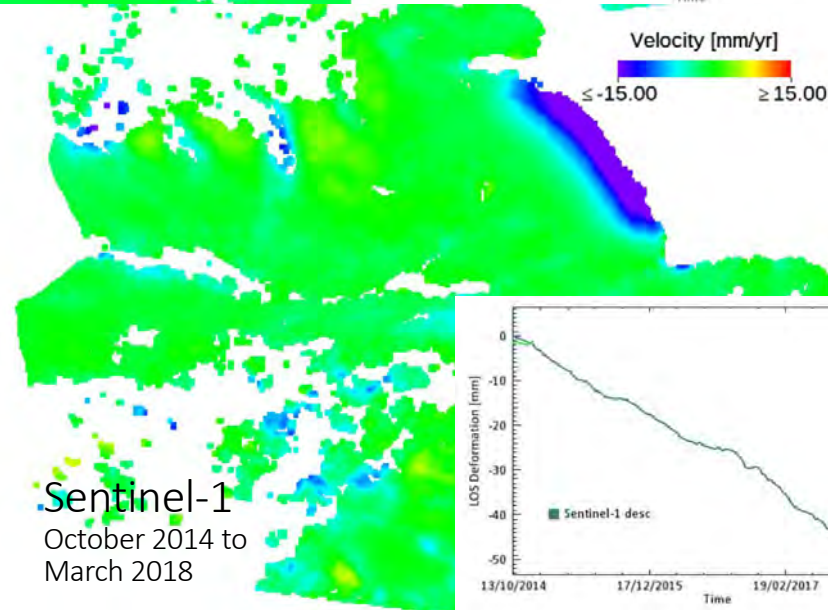 Time
Velocity [mm/yr]
≤ -15.00
≥ 15.00
Sentinel-1
October 2014 to
March 2018
LOS Deformation [mm]
0
-10
-20
-30
-40
-50
Sentinel-1 desc
13/10/2014
17/12/2015
19/02/2017
Time